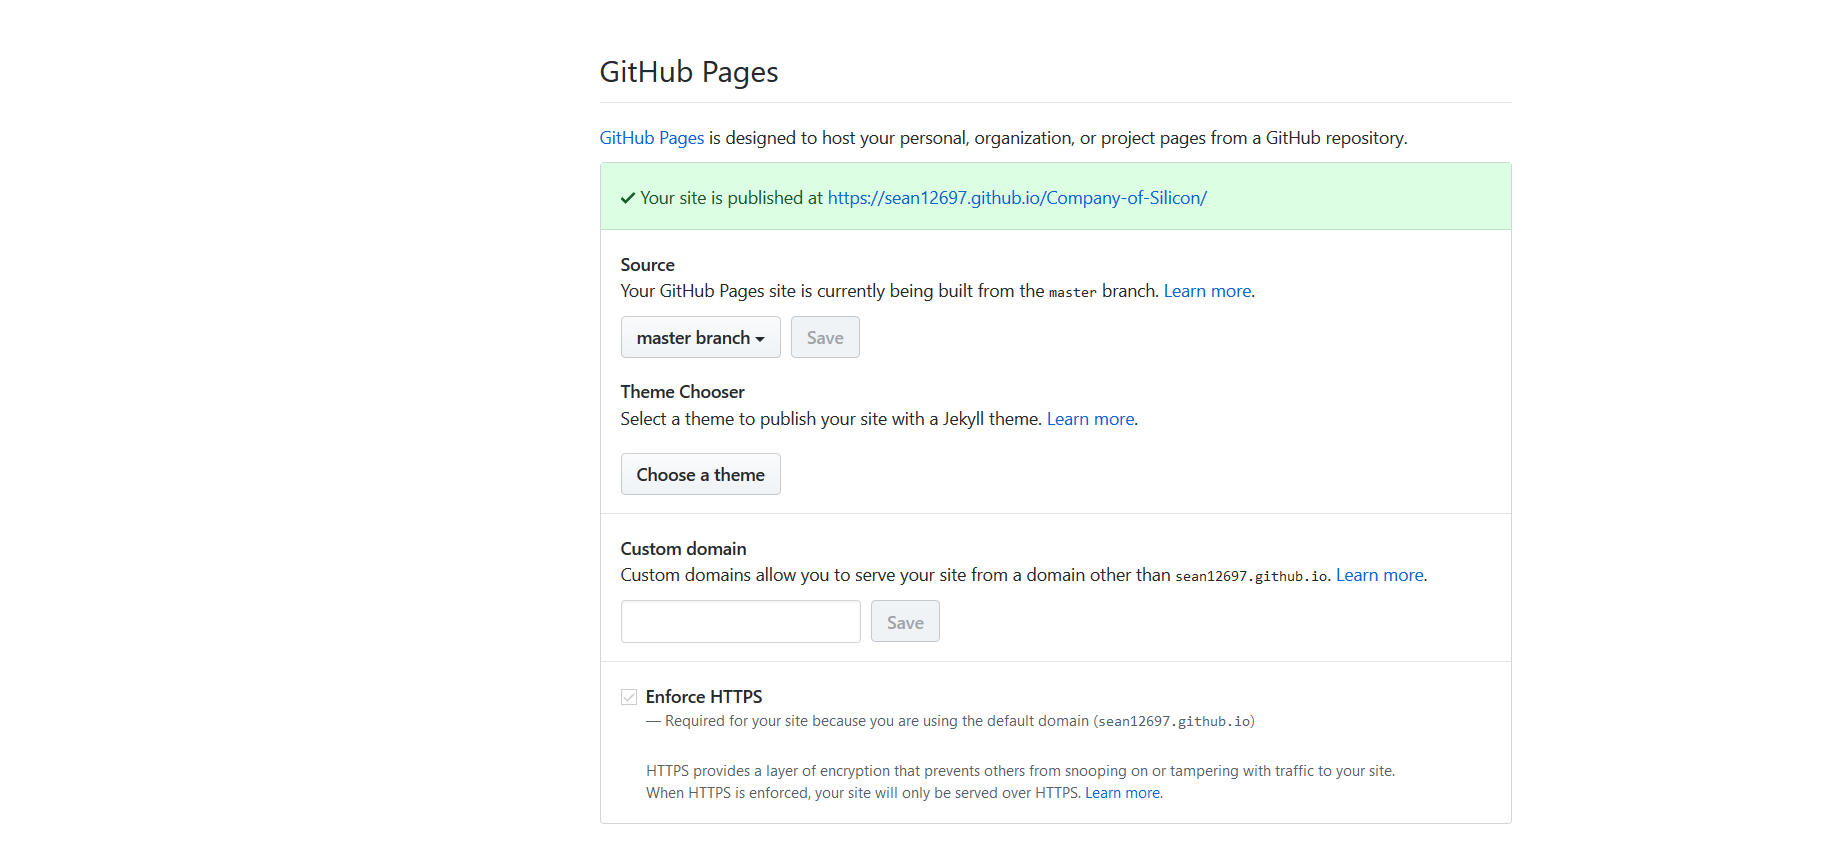 GitHub Pages
GitHub Pages is designed to host your personal, organization, or project pages from a GitHub repository.
Your site is published at https://sean12697.github.io/Company-of-Silicon/
Source
Your GitHub Pages site is currently being built from the master branch. Learn more.
master branch Save
Theme Chooser
Select a theme to publish your site with a Jekyll theme. Learn more.
Choose a theme
Custom domain
Custom domains allow you to serve your site from a domain other than sean12697.github.io. Learn more.
Save
Enforce HTTPS
— Required for your site because you are using the default domain (sean12697.github.io)
HTTPS provides a layer of encryption that prevents others from snooping on or tampering with traffic to your site.
When HTTPS is enforced, your site will only be served over HTTPS. Learn more.